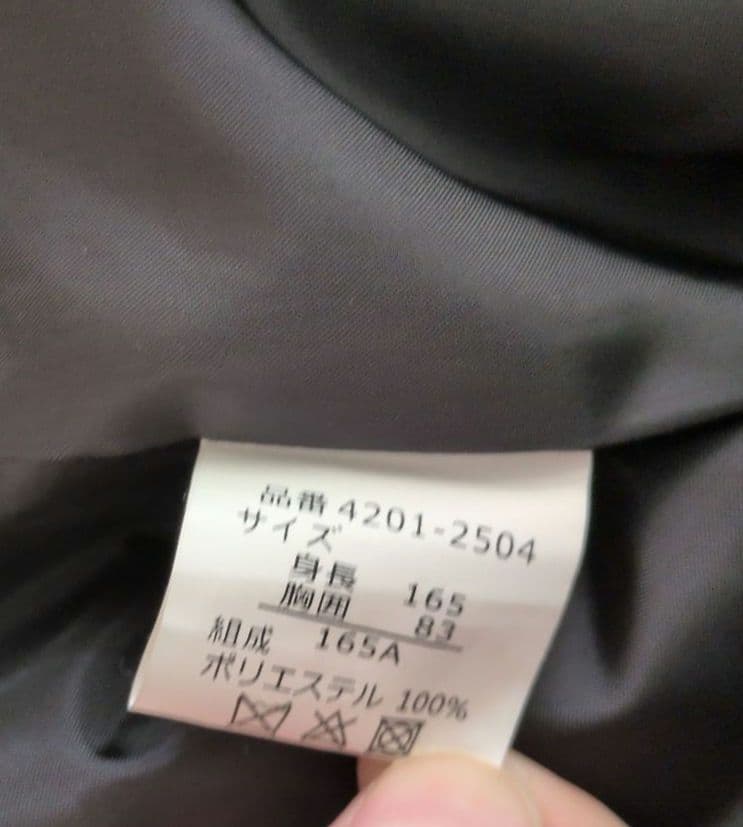 品番 4201-2504
サイズ
身長 165
胸囲 83
165A
組成
ポリエステル 100%